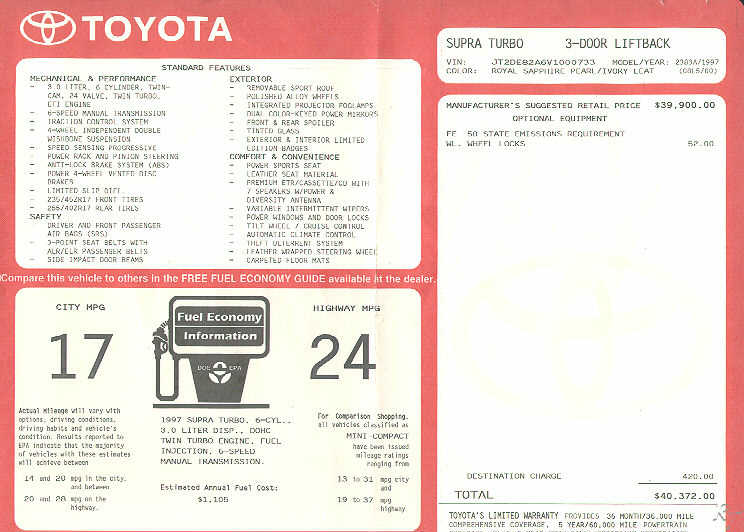 TOYOTA
STANDARD FEATURES
MECHANICAL & PERFORMANCE
- 3.0 LITER, 6 CYLINDER, TWIN-
CAM, 24 VALVE, TWIN TURBO,
ETI ENGINE
- 6-SPEED MANUAL TRANSMISSION
- TRACTION CONTROL SYSTEM
- 4-WHEEL INDEPENDENT DOUBLE
WISHBONE SUSPENSION
- SPEED SENSING PROGRESSIVE
- POWER RACK AND PINION STEERING
- ANTI-LOCK BRAKE SYSTEM (ABS)
- POWER 4-WHEEL VENTED DISC
BRAKES
- LIMITED SLIP DIFF.
- 235/45ZR17 FRONT TIRES
- 255/40ZR17 REAR TIRES
SAFETY
- DRIVER AND FRONT PASSENGER
AIR BAGS (SRS)
- 3-POINT SEAT BELTS WITH
ALR/ELR PASSENGER BELTS
- SIDE IMPACT DOOR BEAMS
EXTERIOR
- REMOVABLE SPORT ROOF
- POLISHED ALLOY WHEELS
- INTEGRATED PROJECTOR FOGLAMPS
- DUAL COLOR-KEYED POWER MIRRORS
- FRONT & REAR SPOILER
- TINTED GLASS
- EXTERIOR & INTERIOR LIMITED
EDITION BADGES
COMFORT & CONVENIENCE
- POWER SPORTS SEAT
- LEATHER SEAT MATERIAL
- PREMIUM ETR/CASSETTE/CD WITH
7 SPEAKERS W/POWER &
DIVERSITY ANTENNA
- VARIABLE INTERMITTENT WIPERS
- POWER WINDOWS AND DOOR LOCKS
- TILT WHEEL / CRUISE CONTROL
- AUTOMATIC CLIMATE CONTROL
- THEFT DETERRENT SYSTEM
- LEATHER WRAPPED STEERING WHEEL
- CARPETED FLOOR MATS
Compare this vehicle to others in the FREE FUEL ECONOMY GUIDE available at the dealer.
CITY MPG
17
Fuel Economy
Information
DOE EPA
HIGHWAY MPG
24
Actual Mileage will vary with
options, driving conditions,
driving habits and vehicle's
condition. Results reported to
EPA indicate that the majority
of vehicles with these estimates
will achieve between
14 and 20 mpg in the city,
and between
20 and 28 mpg on the
highway.
1997 SUPRA TURBO, 6-CYL.,
3.0 LITER DISP., DOHC
TWIN TURBO ENGINE, FUEL
INJECTION, 6-SPEED
MANUAL TRANSMISSION.
Estimated Annual Fuel Cost:
$1,105
For Comparison Shopping,
all vehicles classified as
MINI-COMPACT
have been issued
mileage ratings
ranging from
13 to 31 mpg city
and
19 to 37 mpg
highway.
SUPRA TURBO 3-DOOR LIFTBACK
VIN: JT2DE82A6V1000733 MODEL/YEAR: 2389A/1997
COLOR: ROYAL SAPPHIRE PEARL/IVORY LEAT
MANUFACTURER'S SUGGESTED RETAIL PRICE $39,900.00
OPTIONAL EQUIPMENT
FE 50 STATE EMISSIONS REQUIREMENT
WL WHEEL LOCKS 52.00
DESTINATION CHARGE 420.00
TOTAL $40,372.00
TOYOTA'S LIMITED WARRANTY PROVIDES 36 MONTH/36,000 MILE
COMPREHENSIVE COVERAGE, 5 YEAR/60,000 MILE POWERTRAIN